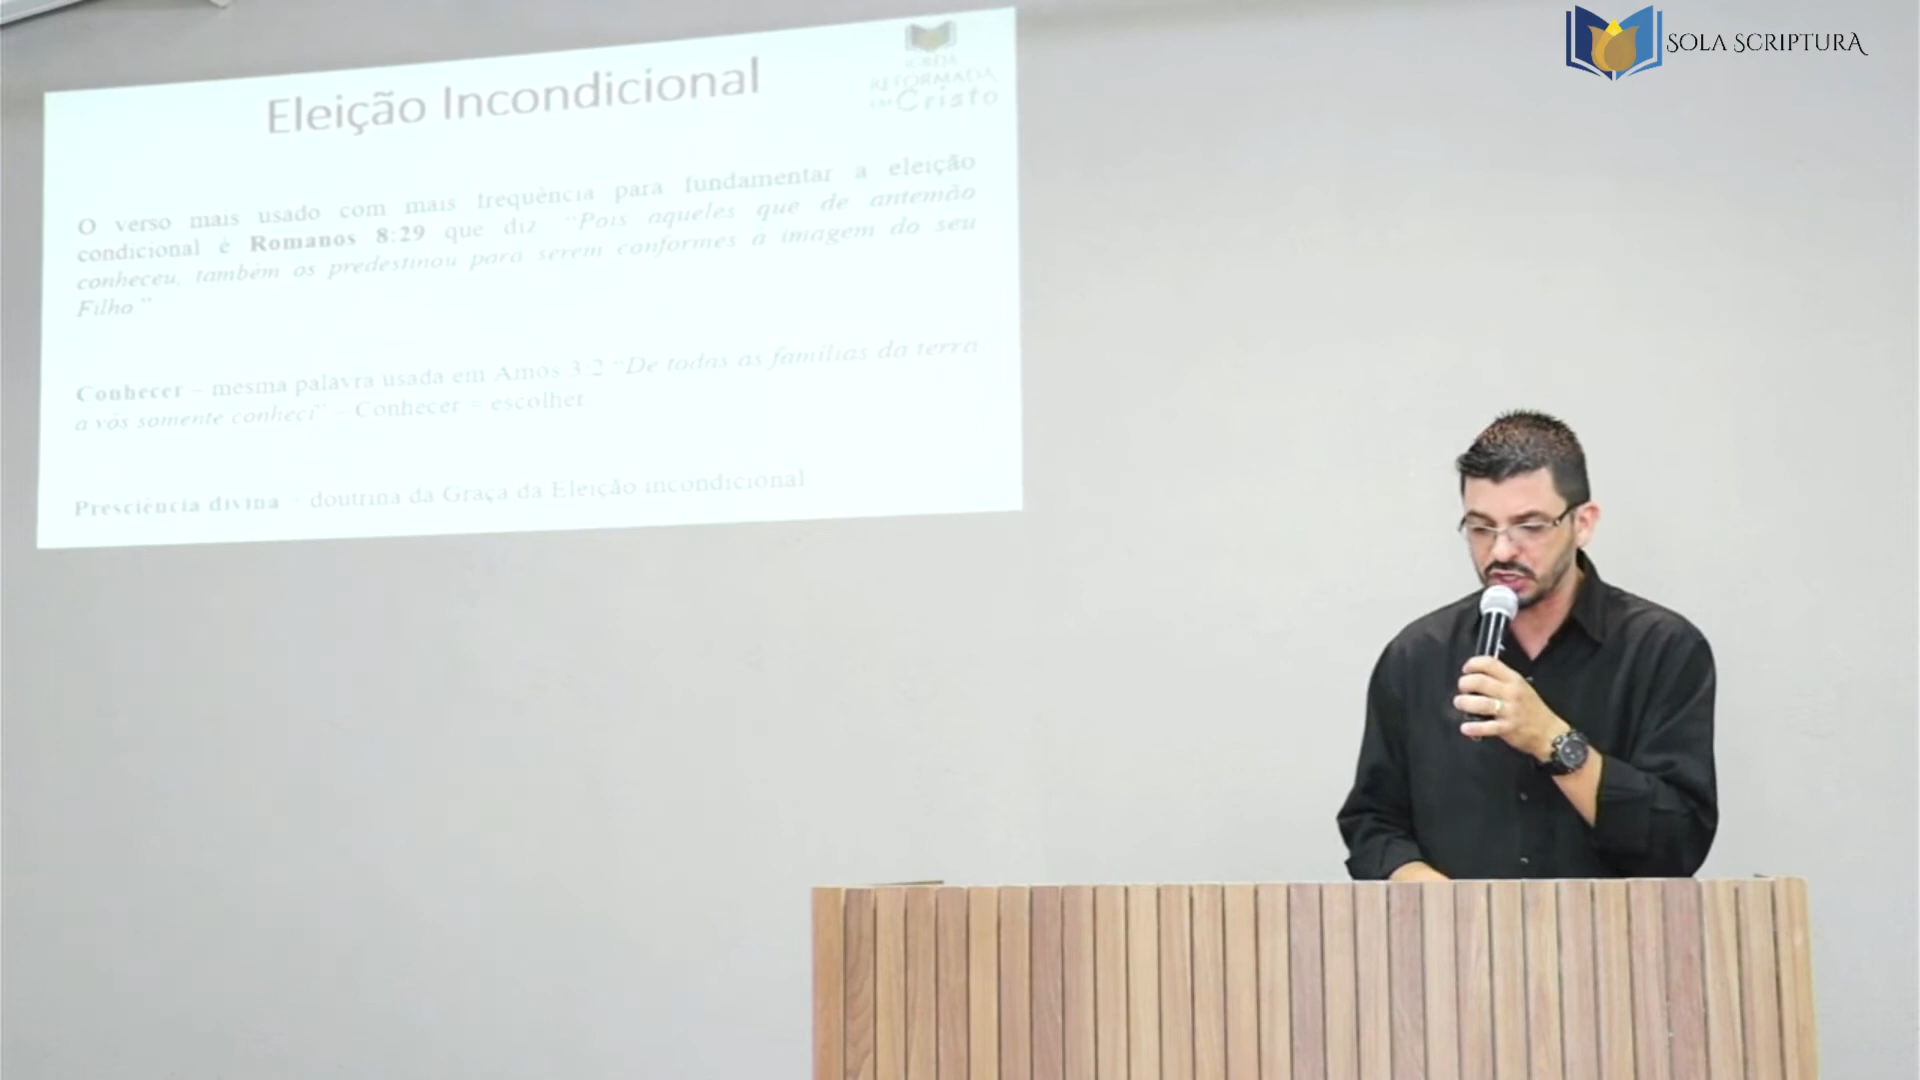 SOLA SCRIPTURA
Eleição Incondicional
IGREJA
REFORMADA
EM Cristo
O verso mais usado com mais frequência para fundamentar a eleição
condicional é Romanos 8:29 que diz "Pois aqueles que de antemão
conheceu, também os predestinou para serem conformes a imagem do seu
Filho"
Conhecer – mesma palavra usada em Amós 3:2 "De todas as famílias da terra
a vós somente conheci" – Conhecer = escolher
Presciência divina – doutrina da Graça da Eleição incondicional